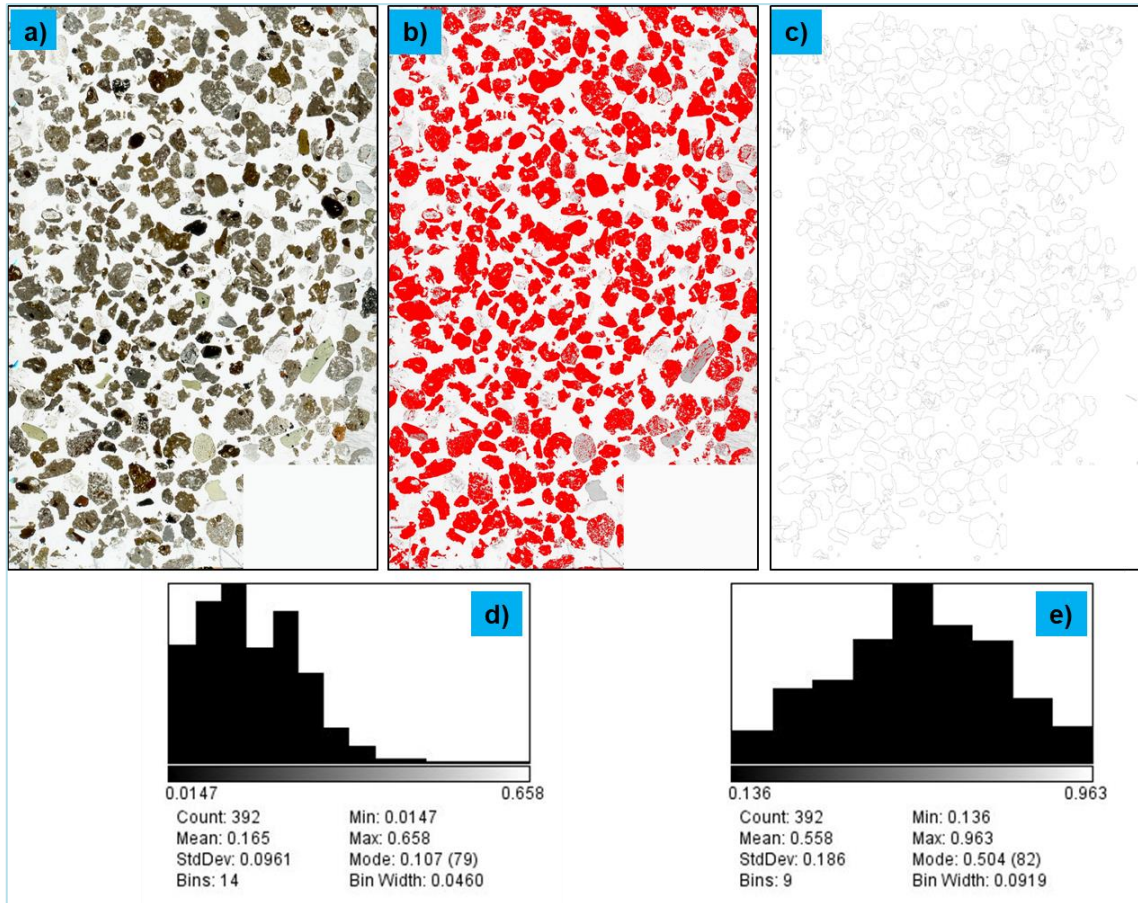 a)
b)
c)
d)
e)
0.0147 0.658
Count: 392 Min: 0.0147
Mean: 0.165 Max: 0.658
StdDev: 0.0961 Mode: 0.107 (79)
Bins: 14 Bin Width: 0.0460
0.136 0.963
Count: 392 Min: 0.136
Mean: 0.558 Max: 0.963
StdDev: 0.186 Mode: 0.504 (82)
Bins: 9 Bin Width: 0.0919